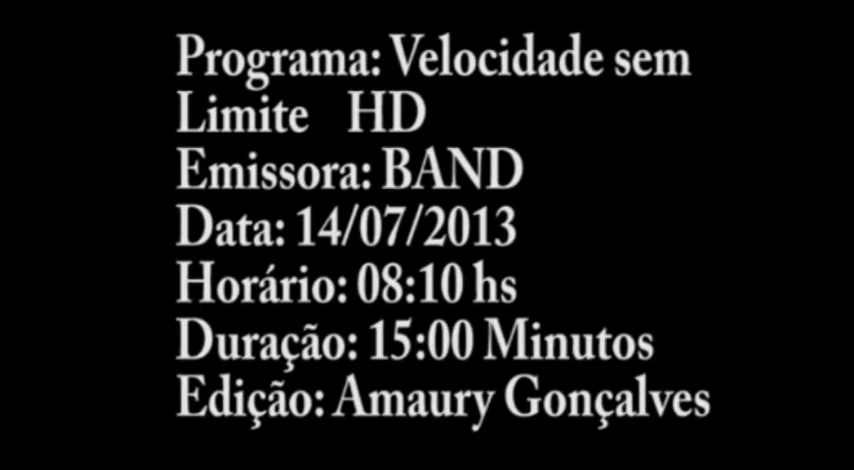 Programa: Velocidade sem
Limite HD
Emissora: BAND
Data: 14/07/2013
Horário: 08:10 hs
Duração: 15:00 Minutos
Edição: Amaury Gonçalves